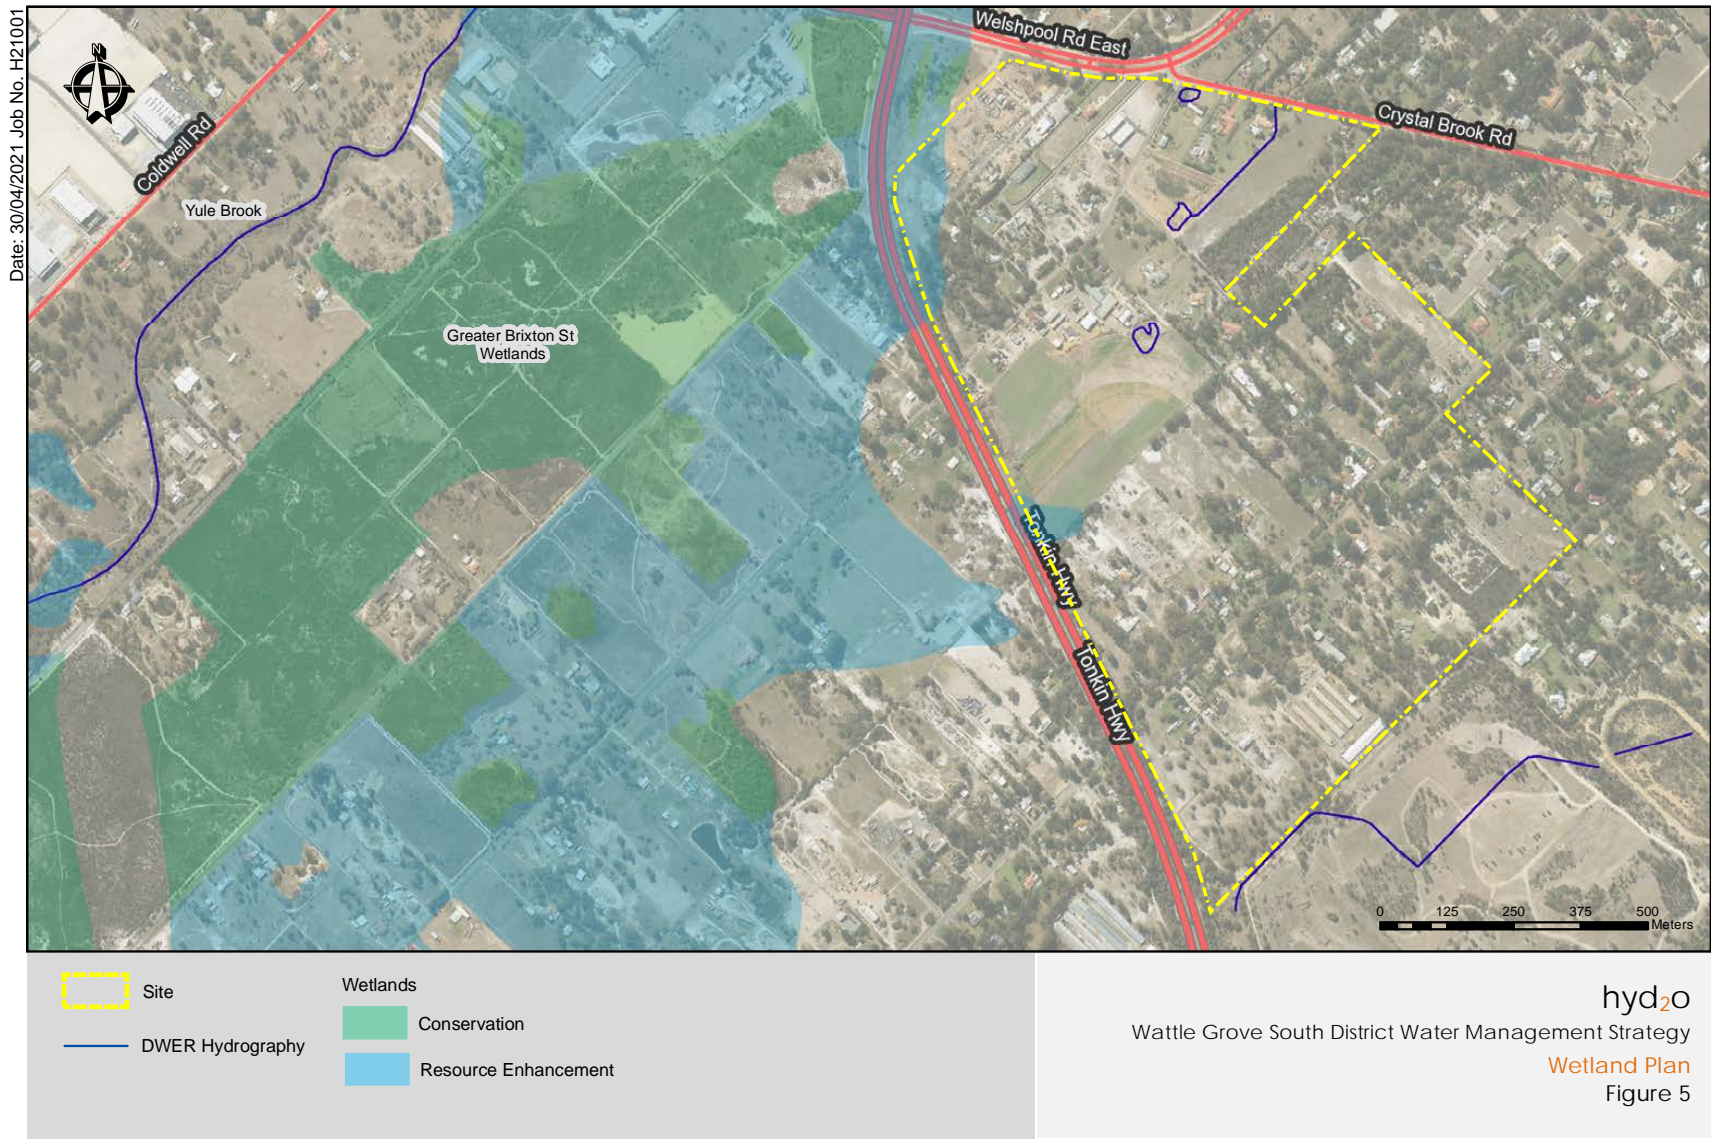 Date: 30/04/2021 Job No. H21001
N
Welshpool Rd East
Crystal Brook Rd
Coldwell Rd
Yule Brook
Greater Brixton St
Wetlands
Tonkin Hwy
Tonkin Hwy
0 125 250 375 500
Meters
Site
DWER Hydrography
Wetlands
Conservation
Resource Enhancement
hyd2o
Wattle Grove South District Water Management Strategy
Wetland Plan
Figure 5